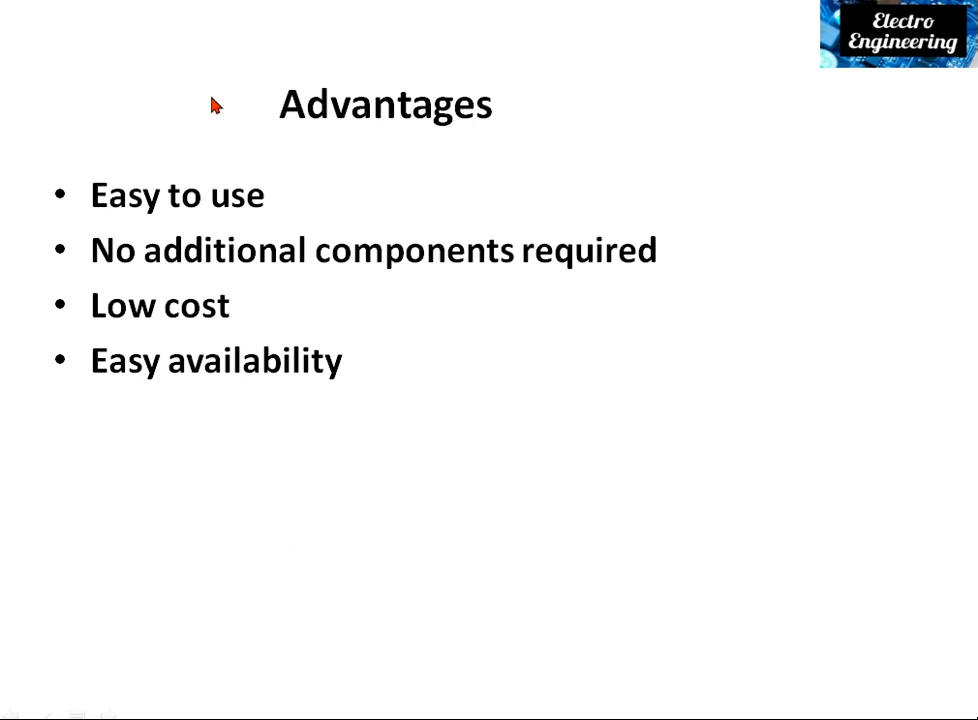 Electro
Engineering
Advantages
• Easy to use
• No additional components required
• Low cost
• Easy availability